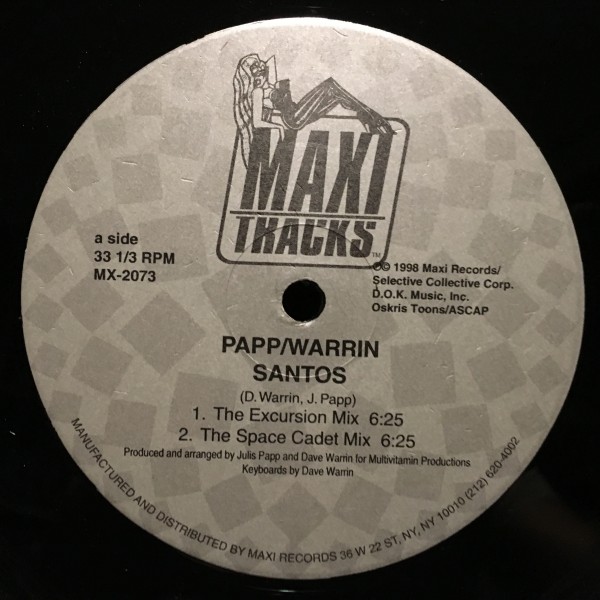 MAXI
TRACKS™
a side
33 1/3 RPM
MX-2073
℗© 1998 Maxi Records/
Selective Collective Corp.
D.O.K. Music, Inc.
Oskris Toons/ASCAP
PAPP/WARRIN
SANTOS
(D. Warrin, J. Papp)
1. The Excursion Mix 6:25
2. The Space Cadet Mix 6:25
Produced and arranged by Julis Papp and Dave Warrin for Multivitamin Productions
Keyboards by Dave Warrin
MANUFACTURED AND DISTRIBUTED BY MAXI RECORDS 36 W 22 ST, NY, NY 10010 (212) 620-4002